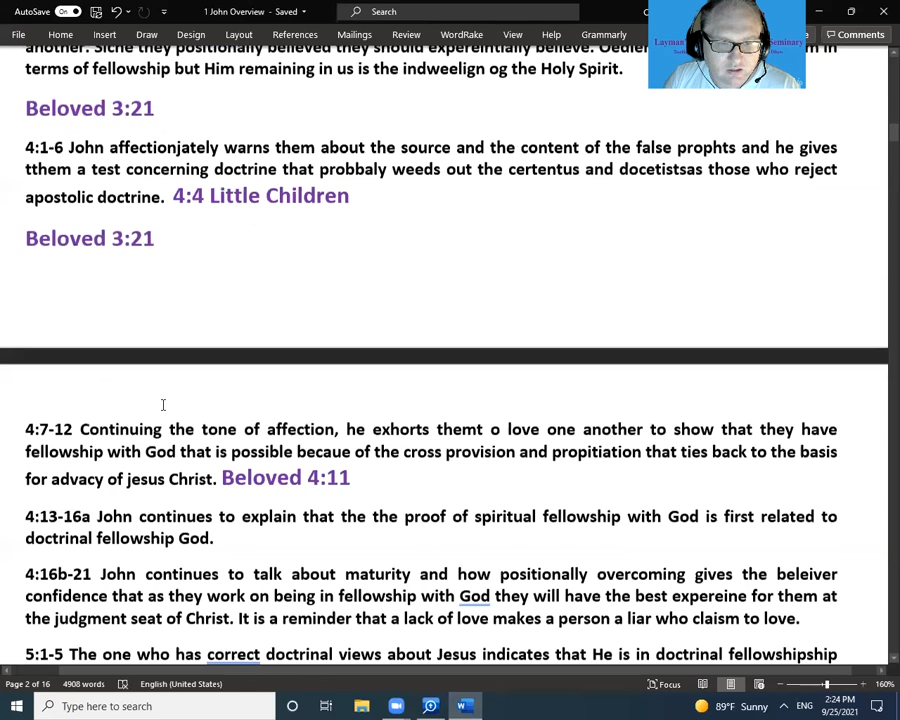 AutoSave On 1 John Overview - Saved Search
File Home Insert Draw Design Layout References Mailings Review WordRake View Help Grammarly Comments
Layman Seminary
another. Siche they positionally believed they should expereintially believe. in
terms of fellowship but Him remaining in us is the indweelign og the Holy Spirit.
Beloved 3:21
4:1-6 John affectionjately warns them about the source and the content of the false prophts and he gives
tthem a test concerning doctrine that probbaly weeds out the certentus and docetistsas those who reject
apostolic doctrine. 4:4 Little Children
Beloved 3:21
4:7-12 Continuing the tone of affection, he exhorts themt o love one another to show that they have
fellowship with God that is possible becaue of the cross provision and propitiation that ties back to the basis
for advacy of jesus Christ. Beloved 4:11
4:13-16a John continues to explain that the the proof of spiritual fellowship with God is first related to
doctrinal fellowship God.
4:16b-21 John continues to talk about maturity and how positionally overcoming gives the beleiver
confidence that as they work on being in fellowship with God they will have the best expereine for them at
the judgment seat of Christ. It is a reminder that a lack of love makes a person a liar who claism to love.
5:1-5 The one who has correct doctrinal views about Jesus indicates that He is in doctrinal fellowshipship
Page 2 of 16 4908 words English (United States) Focus 160%
Type here to search 89°F Sunny ENG 2:24 PM
9/25/2021